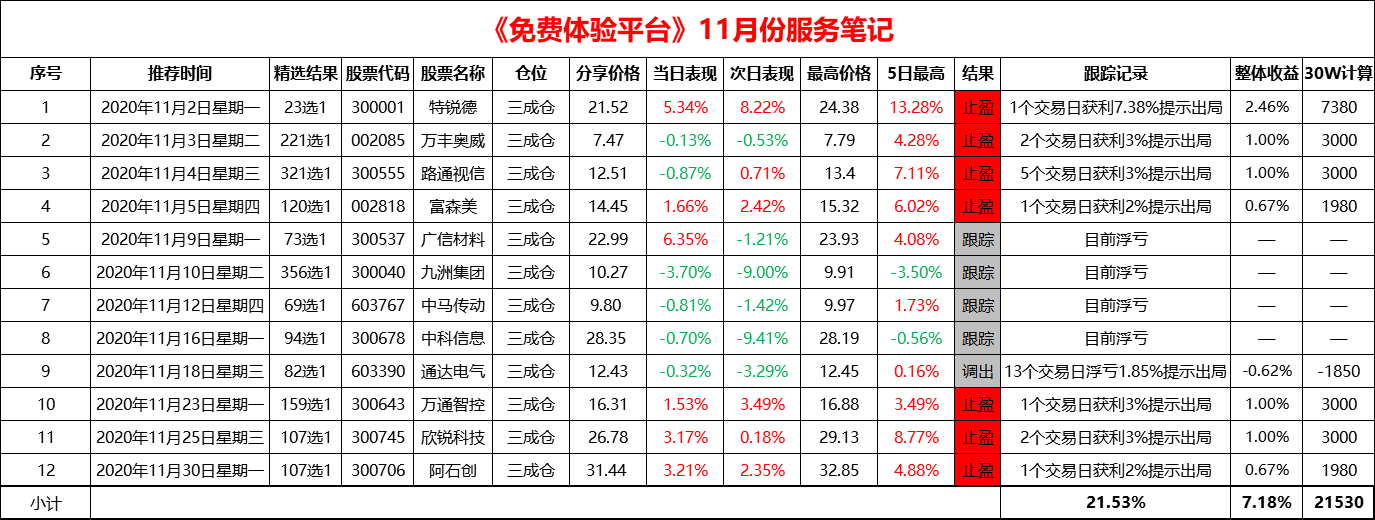 《免费体验平台》11月份服务笔记
序号 推荐时间 精选结果 股票代码 股票名称 仓位 分享价格 当日表现 次日表现 最高价格 5日最高 结果 跟踪记录 整体收益 30W计算
1 2020年11月2日星期一 23选1 300001 特锐德 三成仓 21.52 5.34% 8.22% 24.38 13.28% 止盈 1个交易日获利7.38%提示出局 2.46% 7380
2 2020年11月3日星期二 221选1 002085 万丰奥威 三成仓 7.47 -0.13% -0.53% 7.79 4.28% 止盈 2个交易日获利3%提示出局 1.00% 3000
3 2020年11月4日星期三 321选1 300555 路通视信 三成仓 12.51 -0.87% 0.71% 13.4 7.11% 止盈 5个交易日获利3%提示出局 1.00% 3000
4 2020年11月5日星期四 120选1 002818 富森美 三成仓 14.45 1.66% 2.42% 15.32 6.02% 止盈 1个交易日获利2%提示出局 0.67% 1980
5 2020年11月9日星期一 73选1 300537 广信材料 三成仓 22.99 6.35% -1.21% 23.93 4.08% 跟踪 目前浮亏 — —
6 2020年11月10日星期二 356选1 300040 九洲集团 三成仓 10.27 -3.70% -9.00% 9.91 -3.50% 跟踪 目前浮亏 — —
7 2020年11月12日星期四 69选1 603767 中马传动 三成仓 9.80 -0.81% -1.42% 9.97 1.73% 跟踪 目前浮亏 — —
8 2020年11月16日星期一 94选1 300678 中科信息 三成仓 28.35 -0.70% -9.41% 28.19 -0.56% 跟踪 目前浮亏 — —
9 2020年11月18日星期三 82选1 603390 通达电气 三成仓 12.43 -0.32% -3.29% 12.45 0.16% 调出 13个交易日浮亏1.85%提示出局 -0.62% -1850
10 2020年11月23日星期一 159选1 300643 万通智控 三成仓 16.31 1.53% 3.49% 16.88 3.49% 止盈 1个交易日获利3%提示出局 1.00% 3000
11 2020年11月25日星期三 107选1 300745 欣锐科技 三成仓 26.78 3.17% 0.18% 29.13 8.77% 止盈 2个交易日获利3%提示出局 1.00% 3000
12 2020年11月30日星期一 107选1 300706 阿石创 三成仓 31.44 3.21% 2.35% 32.85 4.88% 止盈 1个交易日获利2%提示出局 0.67% 1980
小计 21.53% 7.18% 21530